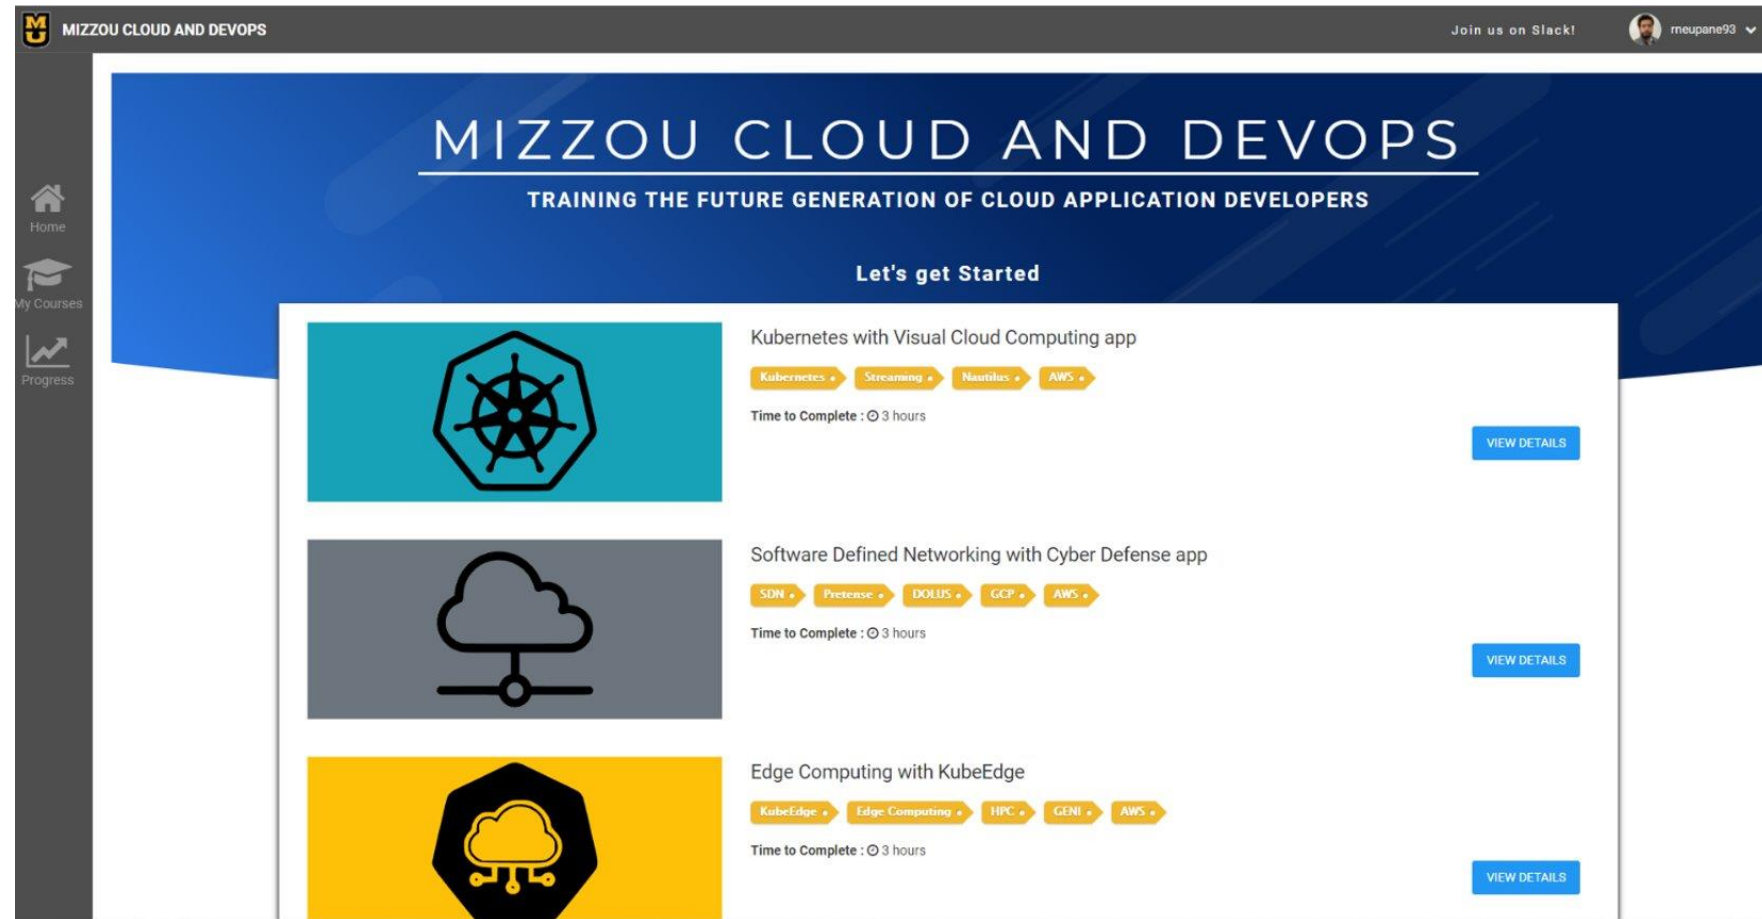 MU
MIZZOU CLOUD AND DEVOPS
Join us on Slack!
rneupane93
Home
My Courses
Progress
MIZZOU CLOUD AND DEVOPS
TRAINING THE FUTURE GENERATION OF CLOUD APPLICATION DEVELOPERS
Let's get Started
Kubernetes with Visual Cloud Computing app
Kubernetes Streaming Nautilus AWS
Time to Complete : 3 hours
VIEW DETAILS
Software Defined Networking with Cyber Defense app
SDN Pretense DOLUS GCP AWS
Time to Complete : 3 hours
VIEW DETAILS
Edge Computing with KubeEdge
KubeEdge Edge Computing HPC GENI AWS
Time to Complete : 3 hours
VIEW DETAILS